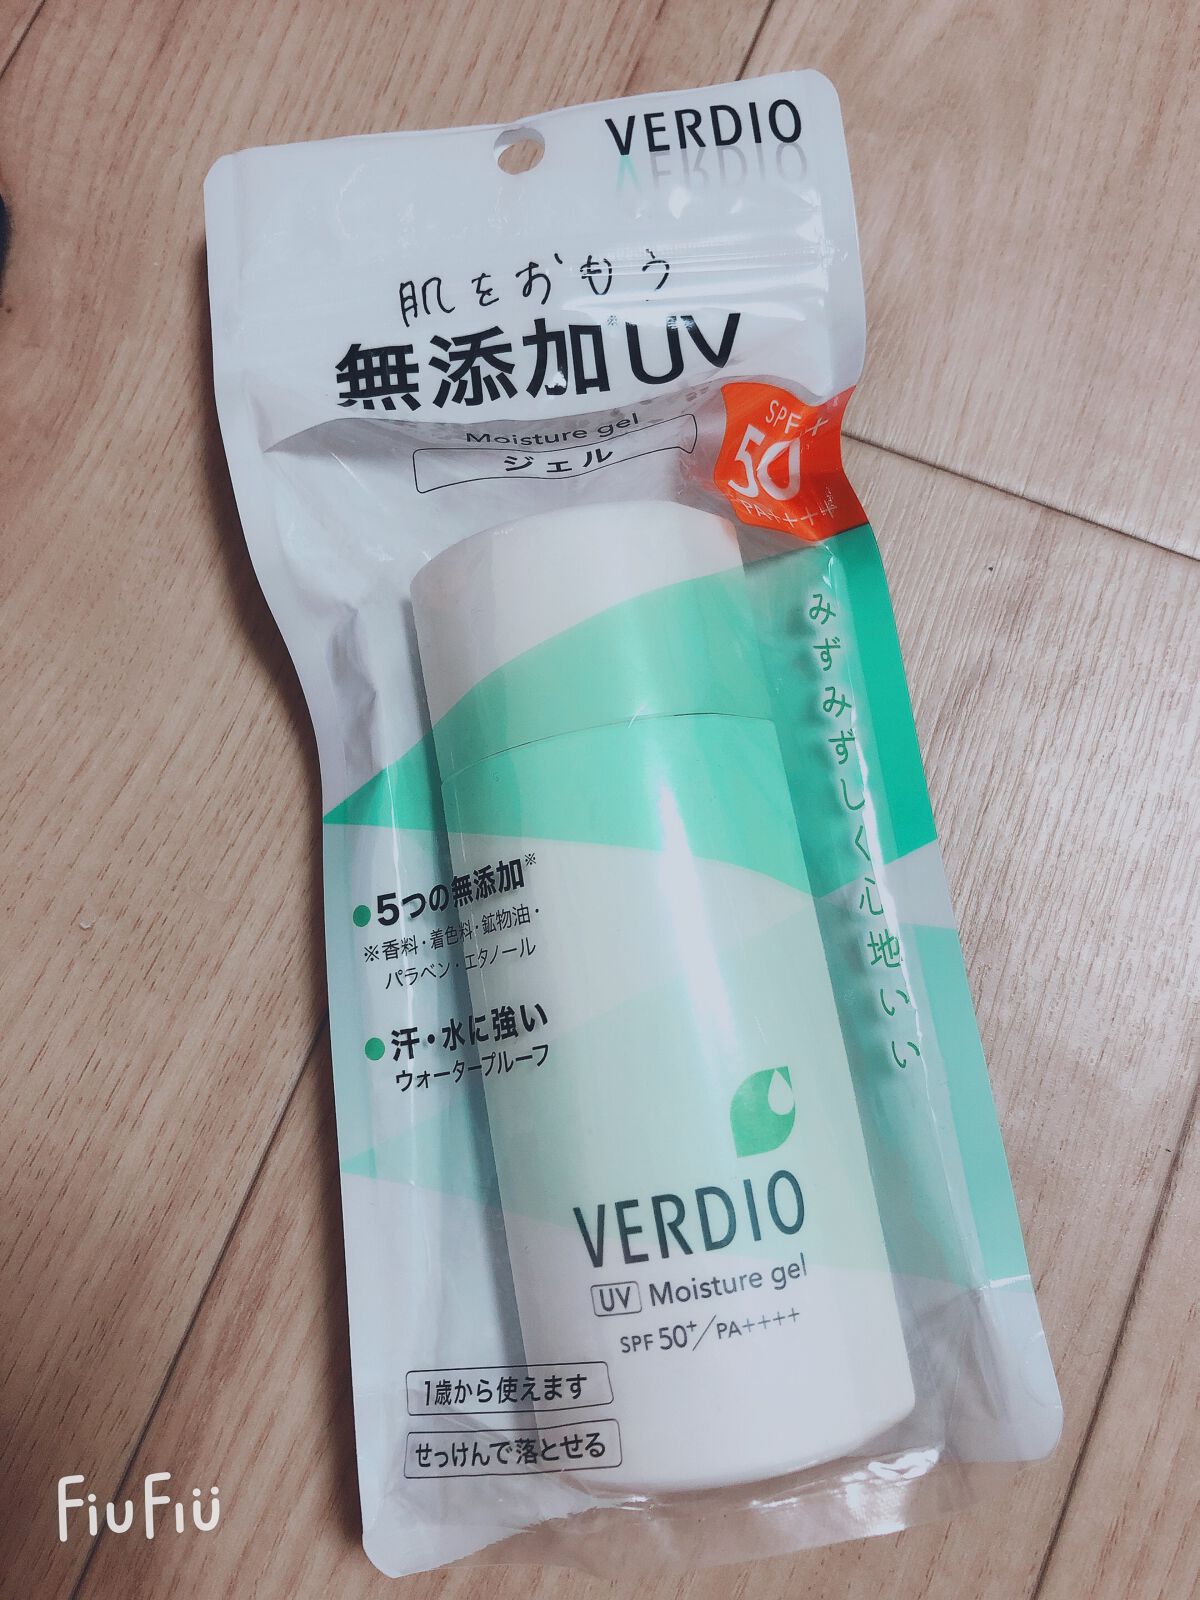 VERDIO
肌をおもう
無添加※UV
Moisture gel
ジェル
SPF
50+
PA++++
みずみずしく心地いい
●5つの無添加※
※香料・着色料・鉱物油・
パラベン・エタノール
●汗・水に強い
ウォータープルーフ
VERDIO
UV Moisture gel
SPF 50+/PA++++
1歳から使えます
せっけんで落とせる
FiuFiü